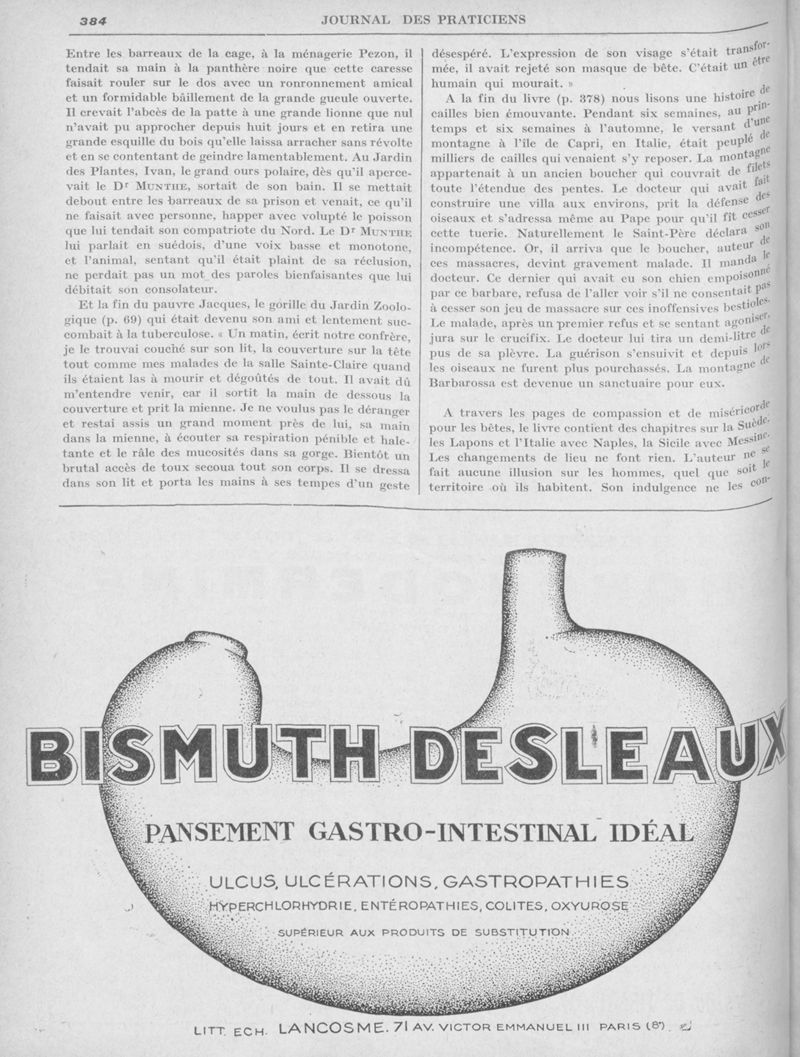 384
JOURNAL DES PRATICIENS
Entre les barreaux de la cage, à la ménagerie Pezon, il
tendait sa main à la panthère noire que cette caresse
faisait rouler sur le dos avec un ronronnement amical
et un formidable bâillement de la grande gueule ouverte.
Il crevait l'abcès de la patte à une grande lionne que nul
n'avait pu approcher depuis huit jours et en retira une
grande esquille du bois qu'elle laissa arracher sans révolte
et en se contentant de geindre lamentablement. Au Jardin
des Plantes, Ivan, le grand ours polaire, dès qu'il aperce-
vait le Dr MUNTHE, sortait de son bain. Il se mettait
debout entre les barreaux de sa prison et venait, ce qu'il
ne faisait avec personne, happer avec volupté le poisson
que lui tendait son compatriote du Nord. Le Dr MUNTHE
lui parlait en suédois, d'une voix basse et monotone,
et l'animal, sentant qu'il était plaint de sa réclusion,
ne perdait pas un mot des paroles bienfaisantes que lui
débitait son consolateur.
Et la fin du pauvre Jacques, le gorille du Jardin Zoolo-
gique (p. 69) qui était devenu son ami et lentement suc-
combait à la tuberculose. « Un matin, écrit notre confrère,
je le trouvai couché sur son lit, la couverture sur la tête
tout comme mes malades de la salle Sainte-Claire quand
ils étaient las à mourir et dégoûtés de tout. Il avait dû
m'entendre venir, car il sortit la main de dessous la
couverture et prit la mienne. Je ne voulus pas le déranger
et restai assis un grand moment près de lui, sa main
dans la mienne, à écouter sa respiration pénible et hale-
tante et le râle des mucosités dans sa gorge. Bientôt un
brutal accès de toux secoua tout son corps. Il se dressa
dans son lit et porta les mains à ses tempes d'un geste
désespéré. L'expression de son visage s'était transfor-
mée, il avait rejeté son masque de bête. C'était un être
humain qui mourait. »
A la fin du livre (p. 378) nous lisons une histoire de
cailles bien émouvante. Pendant six semaines, au prin-
temps et six semaines à l'automne, le versant d'une
montagne à l'île de Capri, en Italie, était peuplé de
milliers de cailles qui venaient s'y reposer. La montagne
appartenait à un ancien boucher qui couvrait de filets
toute l'étendue des pentes. Le docteur qui avait fait
construire une villa aux environs, prit la défense des
oiseaux et s'adressa même au Pape pour qu'il fît cesser
cette tuerie. Naturellement le Saint-Père déclara son
incompétence. Or, il arriva que le boucher, auteur de
ces massacres, devint gravement malade. Il manda le
docteur. Ce dernier qui avait eu son chien empoisonné
par ce barbare, refusa de l'aller voir s'il ne consentait pas
à cesser son jeu de massacre sur ces inoffensives bestioles.
Le malade, après un premier refus et se sentant agoniser,
jura sur le crucifix. Le docteur lui tira un demi-litre de
pus de sa plèvre. La guérison s'ensuivit et depuis lors
les oiseaux ne furent plus pourchassés. La montagne de
Barbarossa est devenue un sanctuaire pour eux.
A travers les pages de compassion et de miséricorde
pour les bêtes, le livre contient des chapitres sur la Suède,
les Lapons et l'Italie avec Naples, la Sicile avec Messine.
Les changements de lieu ne font rien. L'auteur ne se
fait aucune illusion sur les hommes, quel que soit le
territoire où ils habitent. Son indulgence ne les con-
BISMUTH DESLEAUX
PANSEMENT GASTRO-INTESTINAL IDÉAL
ULCUS, ULCÉRATIONS, GASTROPATHIES
HYPERCHLORHYDRIE, ENTÉROPATHIES, COLITES, OXYUROSE
SUPÉRIEUR AUX PRODUITS DE SUBSTITUTION
LITT. ECH. LANCOSME. 71 AV. VICTOR EMMANUEL III PARIS (8e).